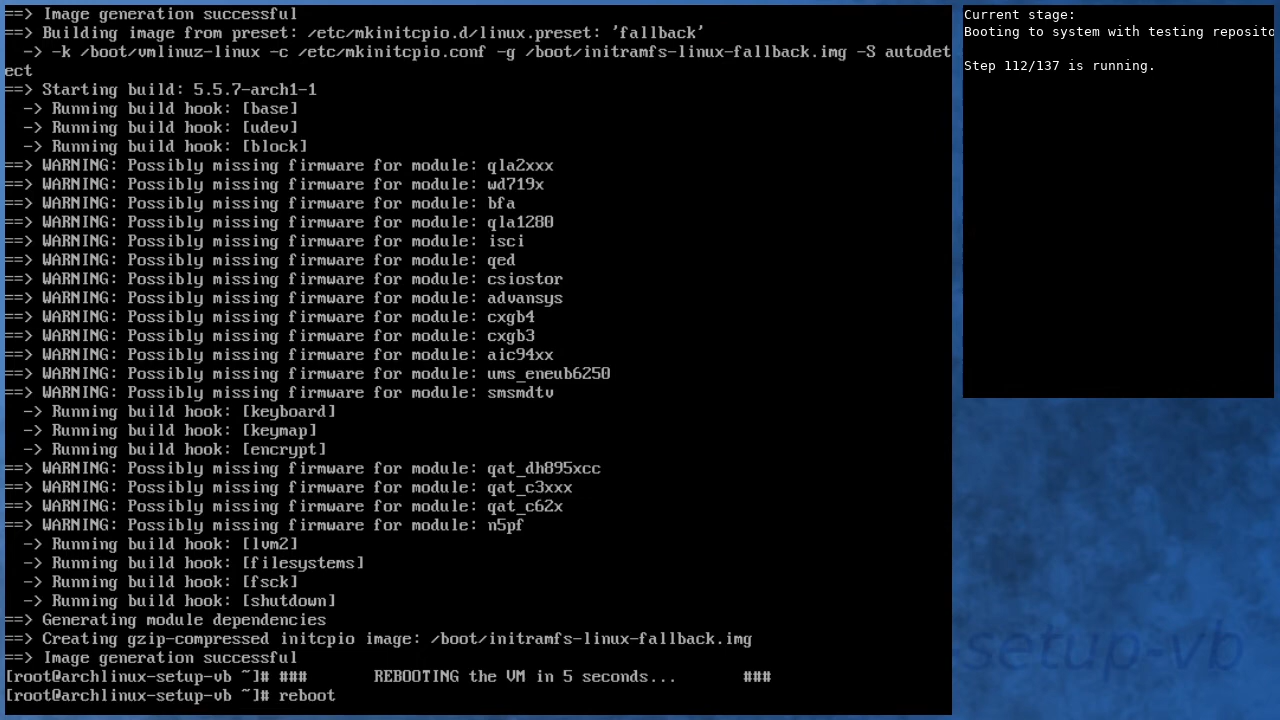 ==> Image generation successful
==> Building image from preset: /etc/mkinitcpio.d/linux.preset: 'fallback'
  -> -k /boot/vmlinuz-linux -c /etc/mkinitcpio.conf -g /boot/initramfs-linux-fallback.img -S autodet
ect
==> Starting build: 5.5.7-arch1-1
  -> Running build hook: [base]
  -> Running build hook: [udev]
  -> Running build hook: [block]
==> WARNING: Possibly missing firmware for module: qla2xxx
==> WARNING: Possibly missing firmware for module: wd719x
==> WARNING: Possibly missing firmware for module: bfa
==> WARNING: Possibly missing firmware for module: qla1280
==> WARNING: Possibly missing firmware for module: isci
==> WARNING: Possibly missing firmware for module: qed
==> WARNING: Possibly missing firmware for module: csiostor
==> WARNING: Possibly missing firmware for module: advansys
==> WARNING: Possibly missing firmware for module: cxgb4
==> WARNING: Possibly missing firmware for module: cxgb3
==> WARNING: Possibly missing firmware for module: aic94xx
==> WARNING: Possibly missing firmware for module: ums_eneub6250
==> WARNING: Possibly missing firmware for module: smsmdtv
  -> Running build hook: [keyboard]
  -> Running build hook: [keymap]
  -> Running build hook: [encrypt]
==> WARNING: Possibly missing firmware for module: qat_dh895xcc
==> WARNING: Possibly missing firmware for module: qat_c3xxx
==> WARNING: Possibly missing firmware for module: qat_c62x
==> WARNING: Possibly missing firmware for module: n5pf
  -> Running build hook: [lvm2]
  -> Running build hook: [filesystems]
  -> Running build hook: [fsck]
  -> Running build hook: [shutdown]
==> Generating module dependencies
==> Creating gzip-compressed initcpio image: /boot/initramfs-linux-fallback.img
==> Image generation successful
[root@archlinux-setup-vb ~]# ###       REBOOTING the VM in 5 seconds...       ###
[root@archlinux-setup-vb ~]# reboot
Current stage:
Booting to system with testing reposito
Step 112/137 is running.
setup-vb